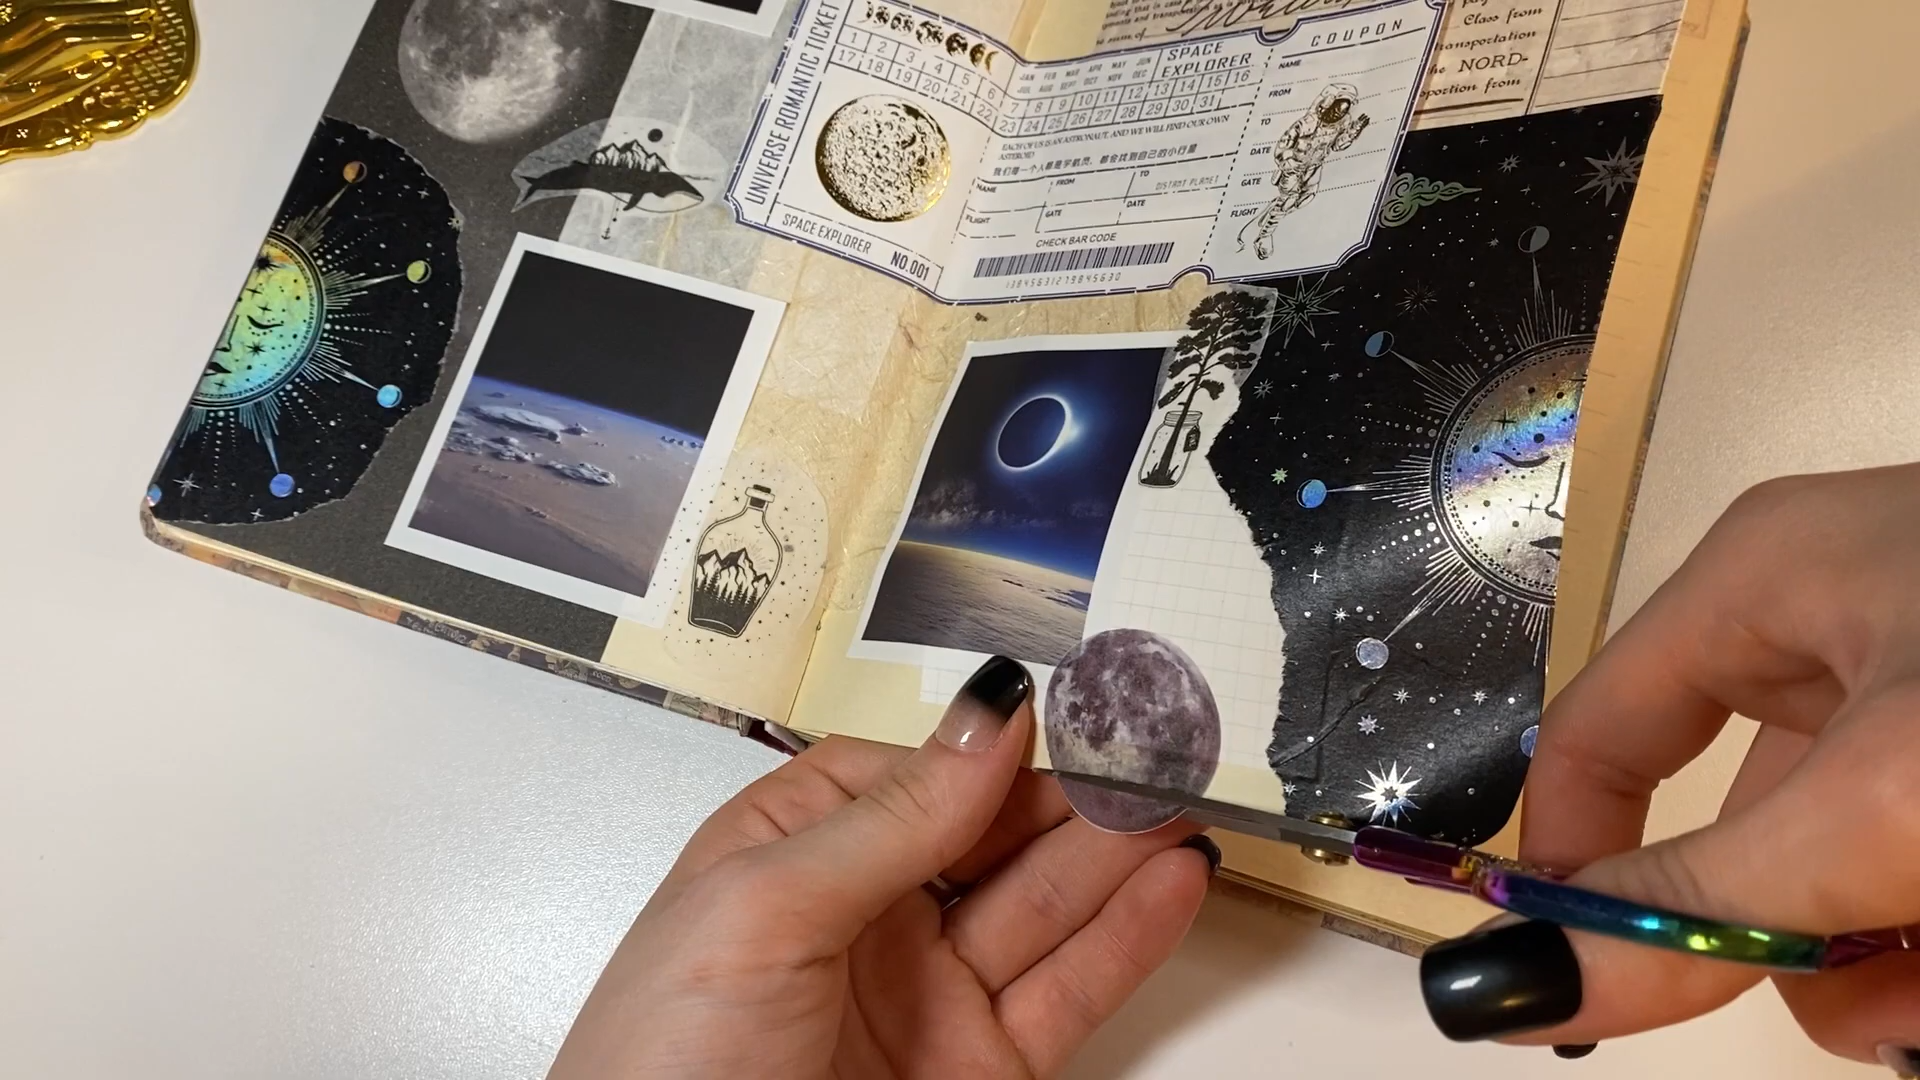 UNIVERSE ROMANTIC TICKET
1 2 3 4 5 6 7 8 9 10 11 12 13 14 15 16
17 18 19 20 21 22 23 24 25 26 27 28 29 30 31
JAN FEB MAR APR MAY JUN
JUL AUG SEPT OCT NOV DEC
SPACE
EXPLORER
EACH OF US IS AN ASTRONAUT, AND WE WILL FIND OUR OWN
ASTEROID!
我们每一个人都是宇航员，都会找到自己的小行星
NAME
FROM
TO
DISTANT PLANET
FLIGHT
GATE
DATE
CHECK BAR CODE
SPACE EXPLORER
NO.001
COUPON
NAME
FROM
TO
DATE
GATE
FLIGHT
Class from
transportation
the NORD-
portion from